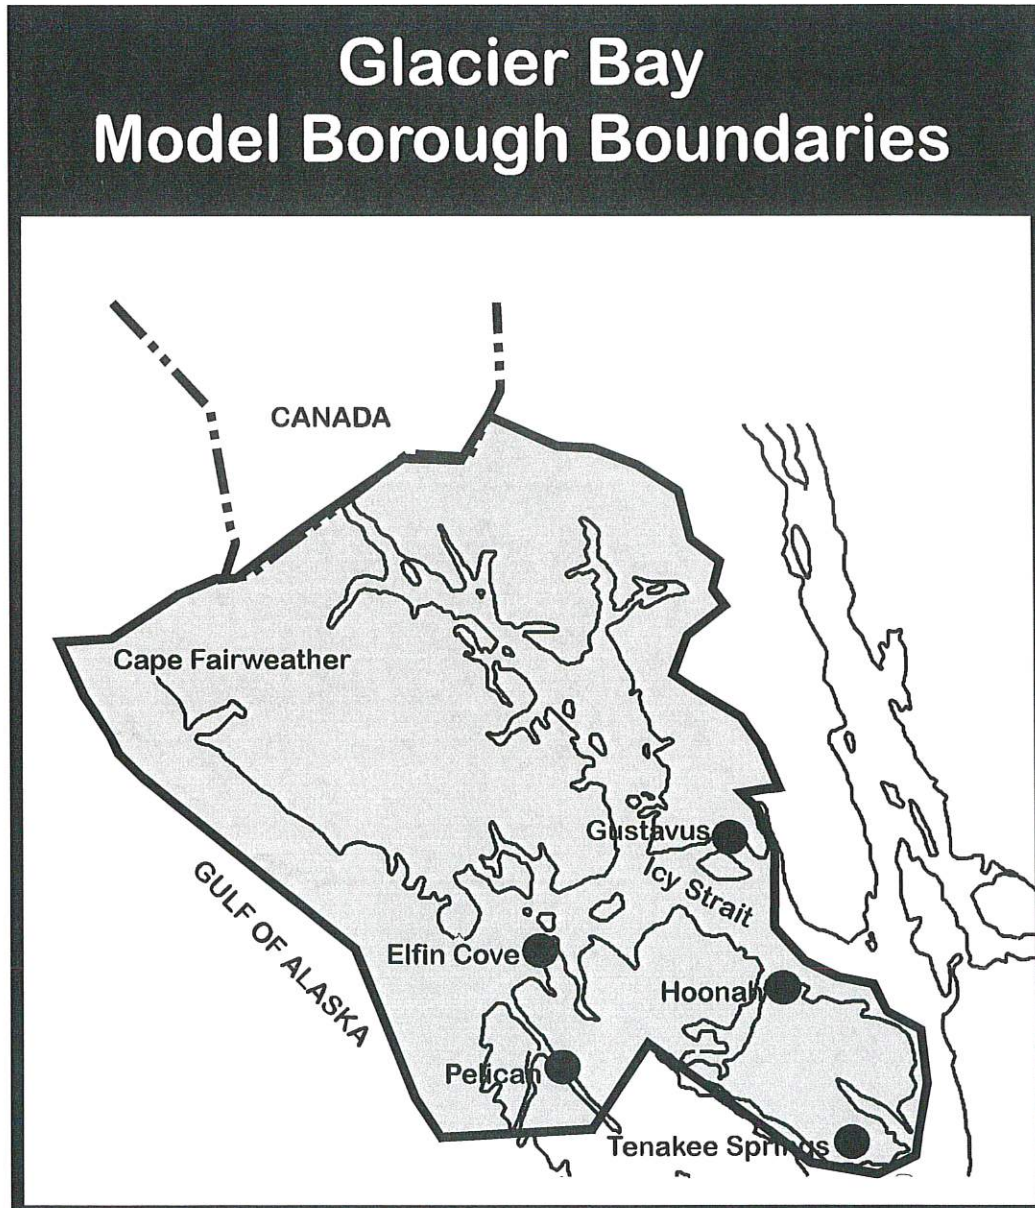 Glacier Bay
Model Borough Boundaries
CANADA
Cape Fairweather
Gustavus
Icy Strait
GULF OF ALASKA
Elfin Cove
Hoonah
Pelican
Tenakee Springs